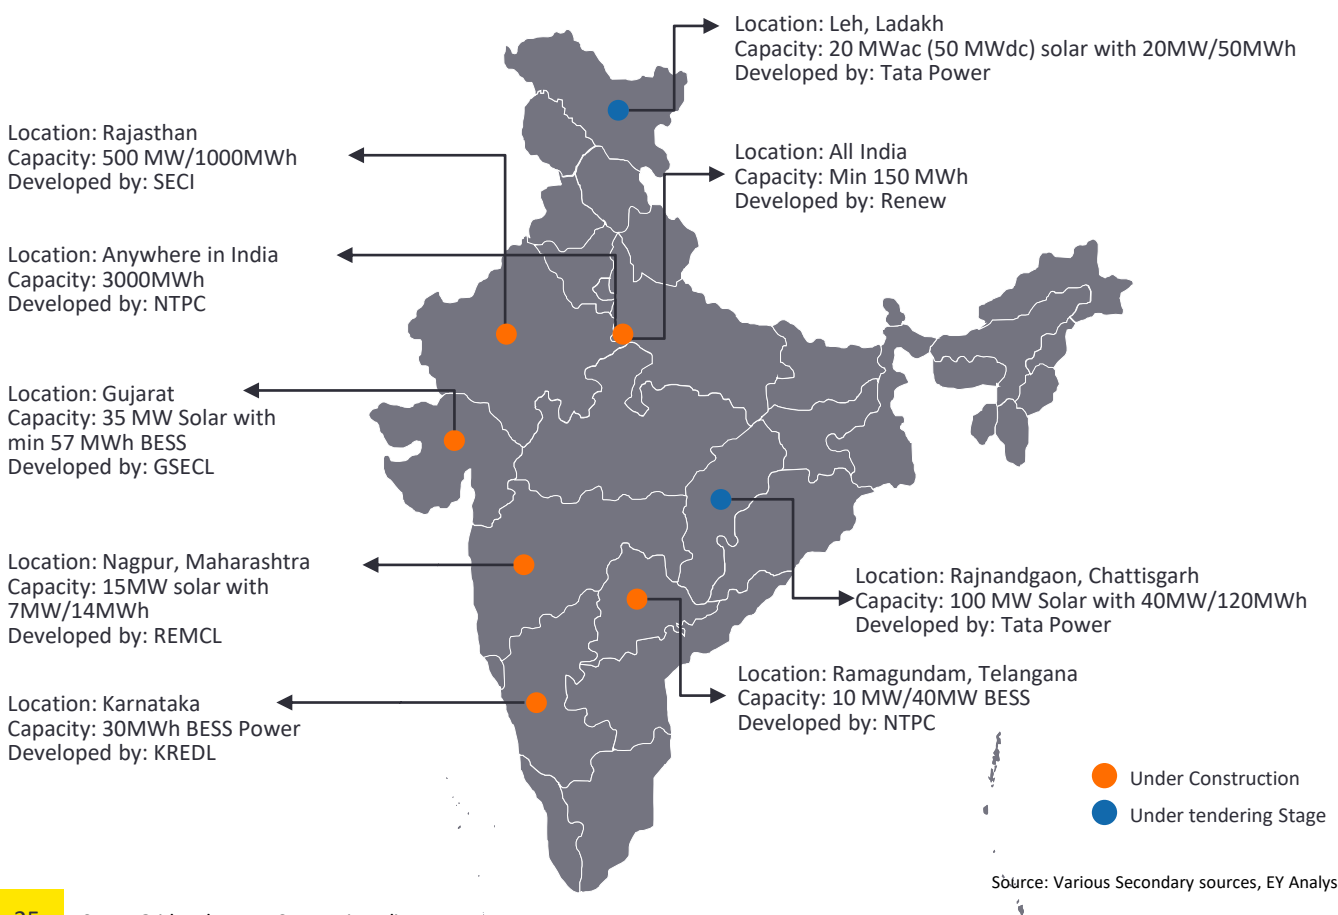 Location: Leh, Ladakh
Capacity: 20 MWac (50 MWdc) solar with 20MW/50MWh
Developed by: Tata Power
Location: Rajasthan
Capacity: 500 MW/1000MWh
Developed by: SECI
Location: All India
Capacity: Min 150 MWh
Developed by: Renew
Location: Anywhere in India
Capacity: 3000MWh
Developed by: NTPC
Location: Gujarat
Capacity: 35 MW Solar with
min 57 MWh BESS
Developed by: GSECL
Location: Nagpur, Maharashtra
Capacity: 15MW solar with
7MW/14MWh
Developed by: REMCL
Location: Rajnandgaon, Chattisgarh
Capacity: 100 MW Solar with 40MW/120MWh
Developed by: Tata Power
Location: Ramagundam, Telangana
Capacity: 10 MW/40MW BESS
Developed by: NTPC
Location: Karnataka
Capacity: 30MWh BESS Power
Developed by: KREDL
Under Construction
Under tendering Stage
Source: Various Secondary sources, EY Analys